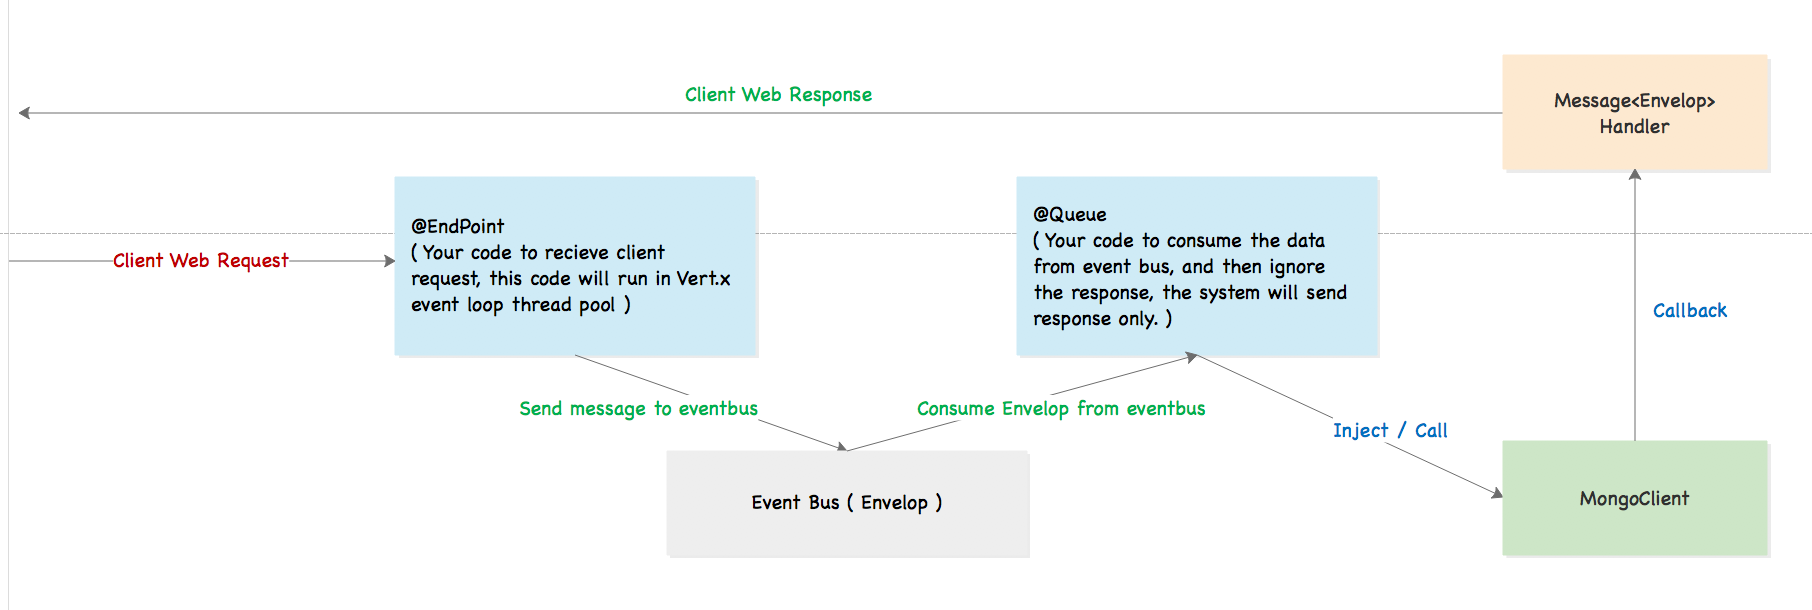 Client Web Response
Message<Envelop>
Handler
@EndPoint
( Your code to recieve client
request, this code will run in Vert.x
event loop thread pool )
@Queue
( Your code to consume the data
from event bus, and then ignore
the response, the system will send
response only. )
Client Web Request
Callback
Send message to eventbus
Consume Envelop from eventbus
Inject / Call
Event Bus ( Envelop )
MongoClient